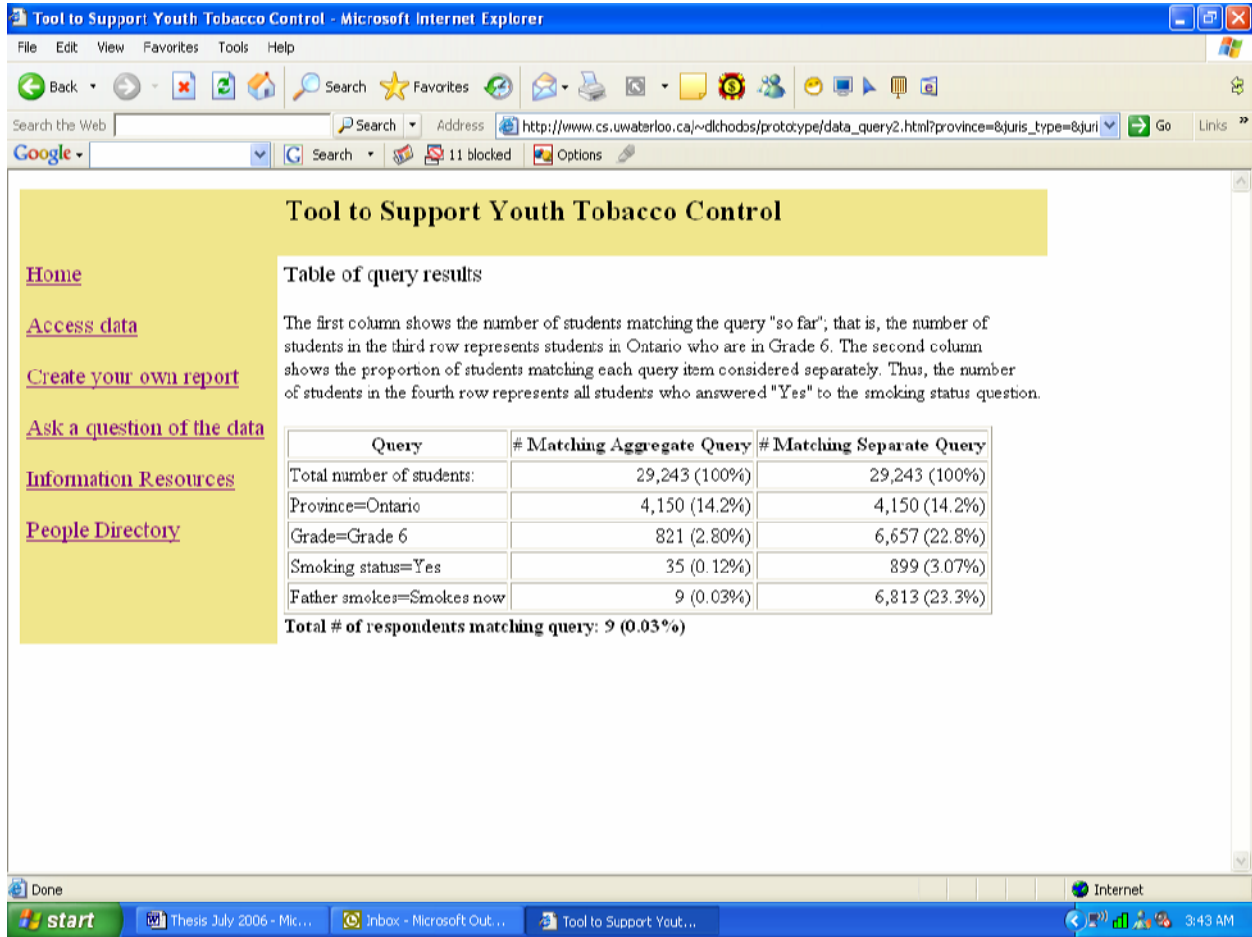 Tool to Support Youth Tobacco Control - Microsoft Internet Explorer
File Edit View Favorites Tools Help
Back Search Favorites
Search the Web Search Address http://www.cs.uwaterloo.ca/~dlchodos/prototype/data_query2.html?province=&juris_type=&juri Go Links »
Google Search 11 blocked Options
Tool to Support Youth Tobacco Control
Home
Access data
Create your own report
Ask a question of the data
Information Resources
People Directory
Table of query results
The first column shows the number of students matching the query "so far"; that is, the number of
students in the third row represents students in Ontario who are in Grade 6. The second column
shows the proportion of students matching each query item considered separately. Thus, the number
of students in the fourth row represents all students who answered "Yes" to the smoking status question.
Query # Matching Aggregate Query # Matching Separate Query
Total number of students: 29,243 (100%) 29,243 (100%)
Province=Ontario 4,150 (14.2%) 4,150 (14.2%)
Grade=Grade 6 821 (2.80%) 6,657 (22.8%)
Smoking status=Yes 35 (0.12%) 899 (3.07%)
Father smokes=Smokes now 9 (0.03%) 6,813 (23.3%)
Total # of respondents matching query: 9 (0.03%)
Done Internet
start Thesis July 2006 - Mic... Inbox - Microsoft Out... Tool to Support Yout... 3:43 AM